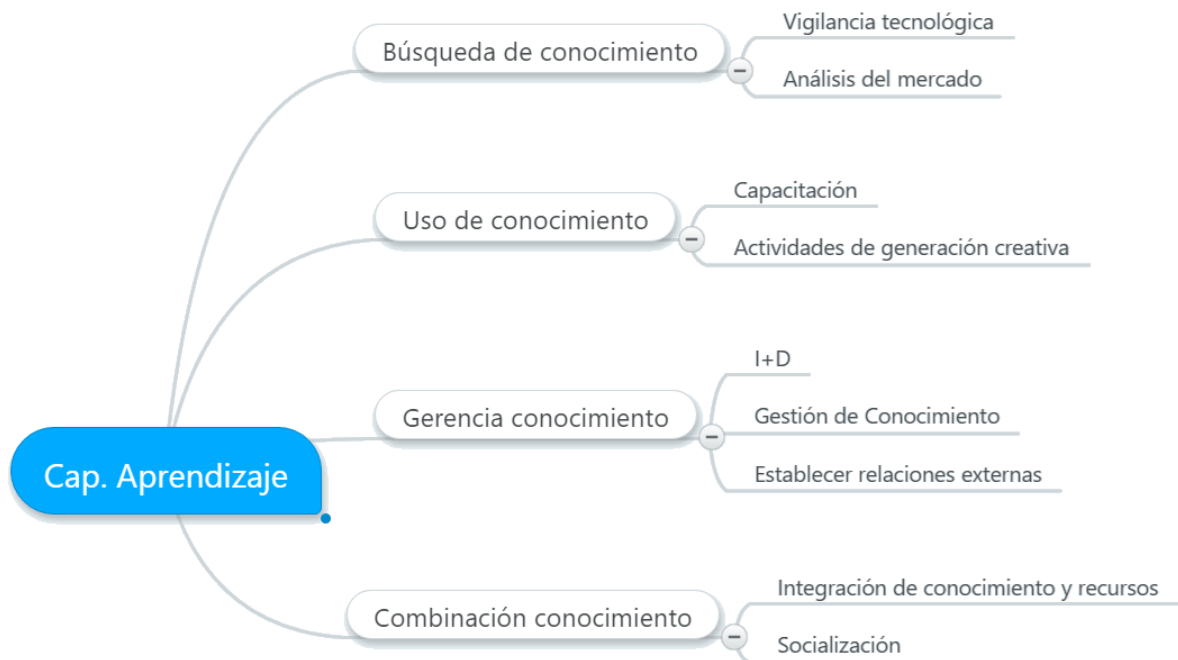 Vigilancia tecnológica
Búsqueda de conocimiento
Análisis del mercado
Capacitación
Uso de conocimiento
Actividades de generación creativa
I+D
Gerencia conocimiento
Gestión de Conocimiento
Establecer relaciones externas
Cap. Aprendizaje
Integración de conocimiento y recursos
Combinación conocimiento
Socialización